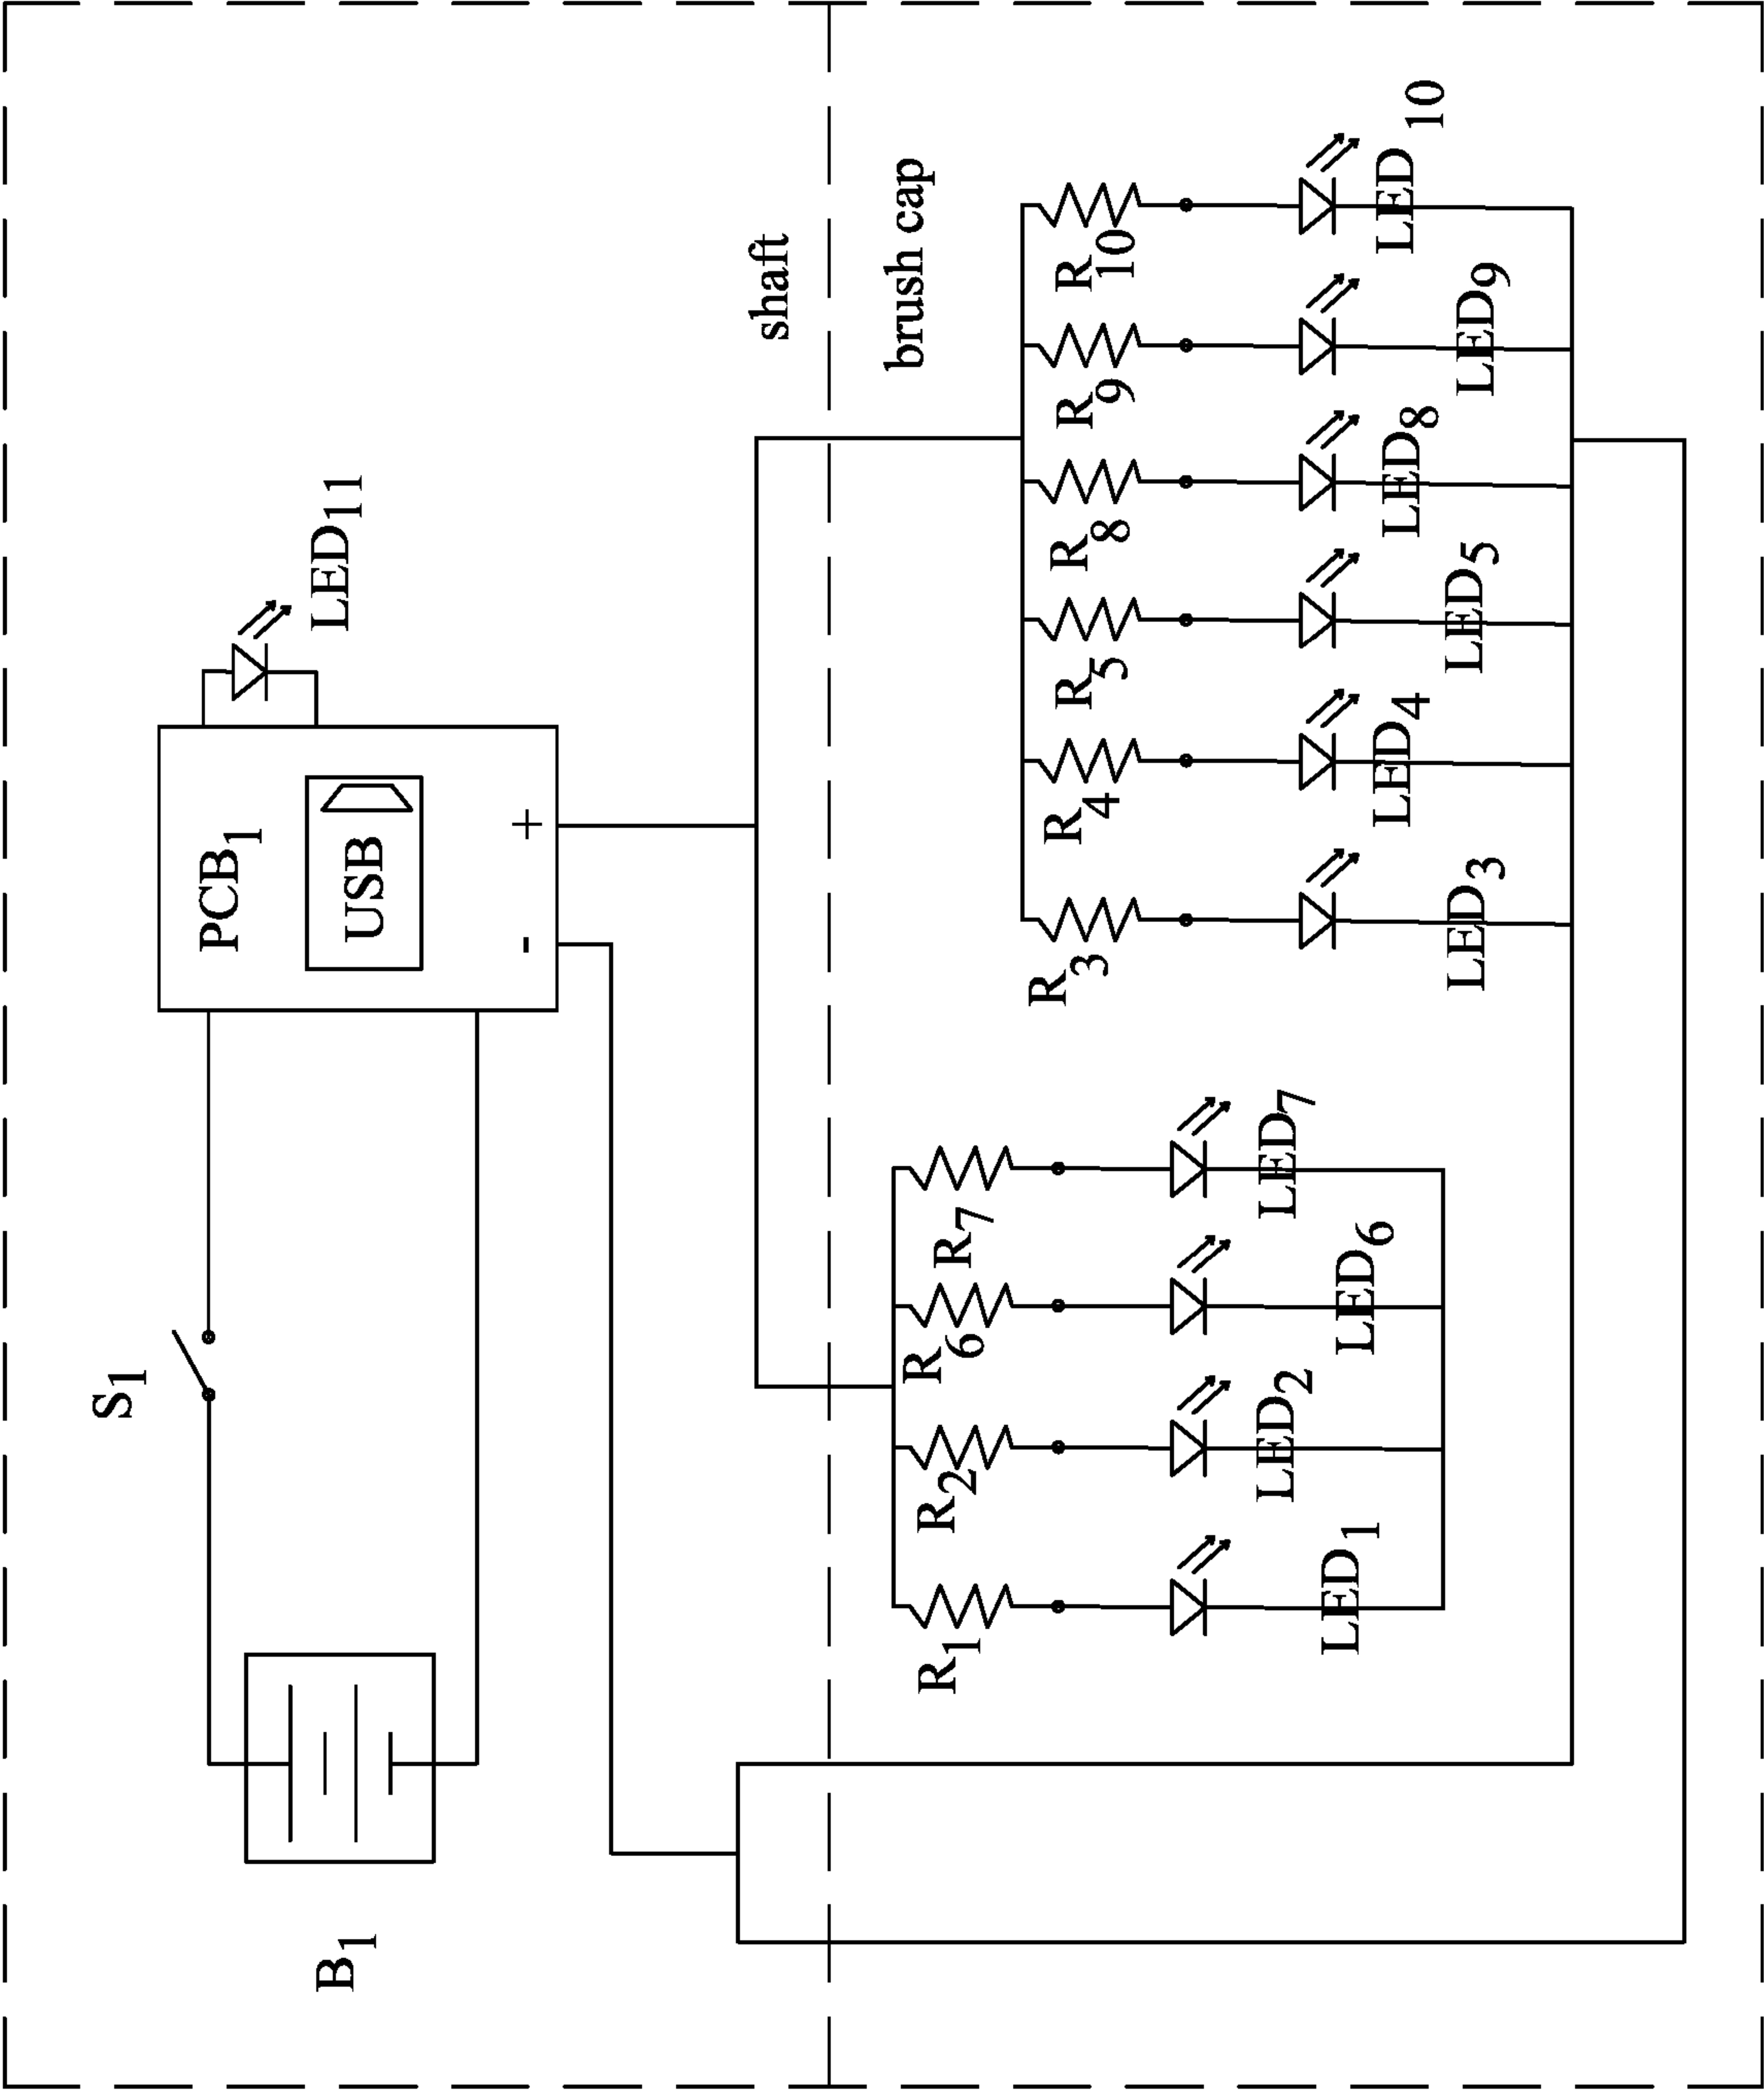 S1
B1
PCB1
USB
- +
LED11
shaft
brush cap
R1
R2
R6
R7
LED1
LED2
LED6
LED7
R3
R4
R5
R8
R9
R10
LED3
LED4
LED5
LED8
LED9
LED10